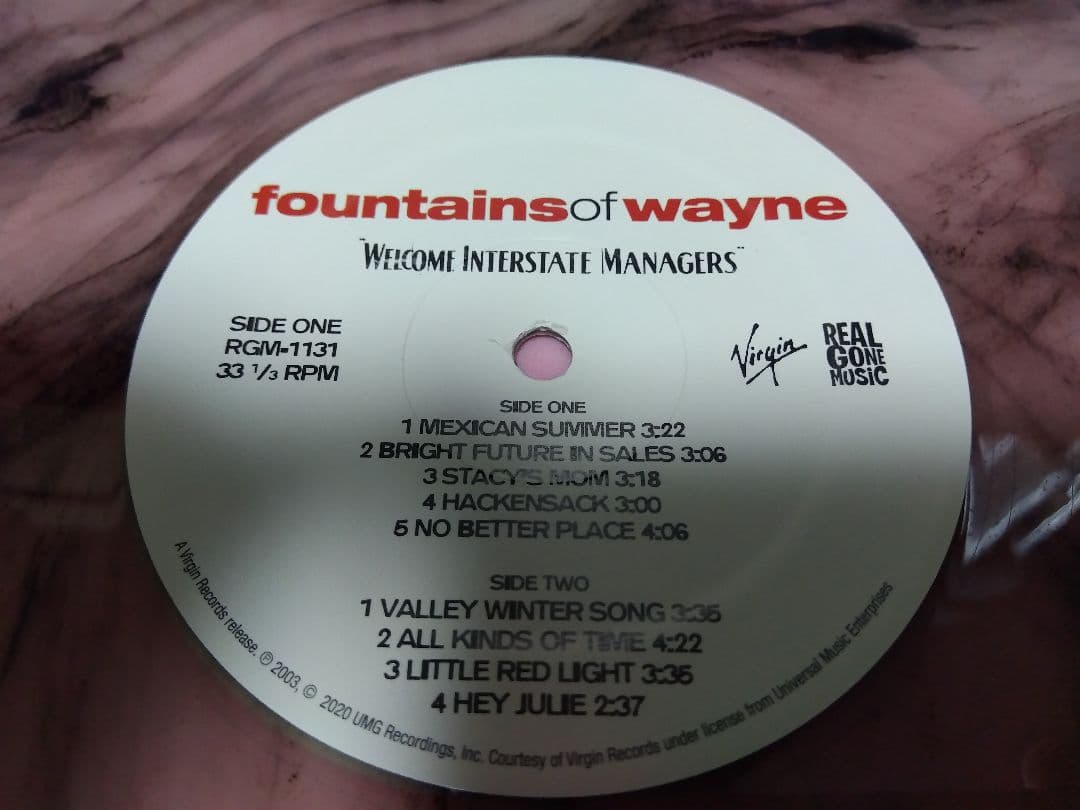 fountainsofwayne
"WELCOME INTERSTATE MANAGERS"
SIDE ONE
RGM-1131
33 1/3 RPM
Virgin
REAL
GONE
MUSiC
SIDE ONE
1 MEXICAN SUMMER 3:22
2 BRIGHT FUTURE IN SALES 3:06
3 STACY'S MOM 3:18
4 HACKENSACK 3:00
5 NO BETTER PLACE 4:06
SIDE TWO
1 VALLEY WINTER SONG 3:35
2 ALL KINDS OF TIME 4:22
3 LITTLE RED LIGHT 3:35
4 HEY JULIE 2:37
A Virgin Records release. ℗ 2003, © 2020 UMG Recordings, Inc. Courtesy of Virgin Records under license from Universal Music Enterprises